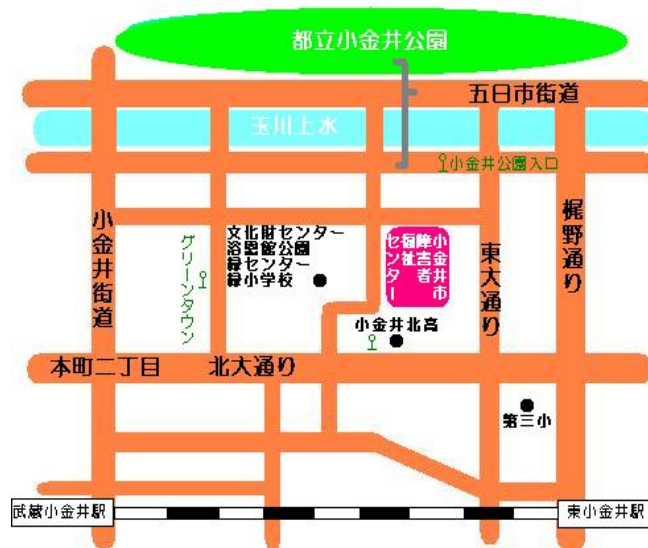 都立小金井公園
五日市街道
玉川上水
小金井公園入口
小金井街道
グリーンタウン
文化財センター
浴恩館公園
緑センター
緑小学校
小金井市
障害者
福祉
センター
東大通り
梶野通り
小金井北高
本町二丁目
北大通り
第三小
武蔵小金井駅
東小金井駅